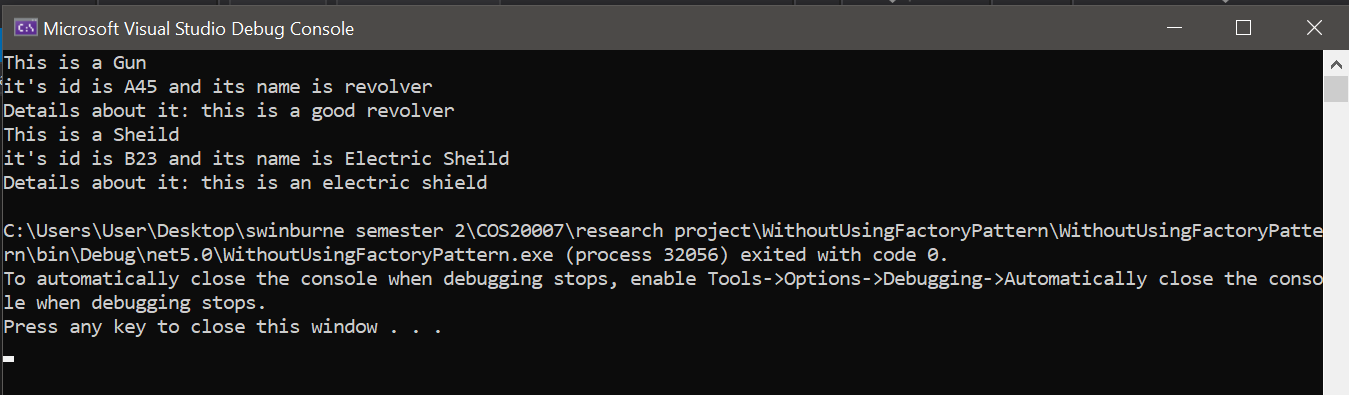 Microsoft Visual Studio Debug Console
This is a Gun
it's id is A45 and its name is revolver
Details about it: this is a good revolver
This is a Sheild
it's id is B23 and its name is Electric Sheild
Details about it: this is an electric shield
C:\Users\User\Desktop\swinburne semester 2\COS20007\research project\WithoutUsingFactoryPattern\WithoutUsingFactoryPatte
rn\bin\Debug\net5.0\WithoutUsingFactoryPattern.exe (process 32056) exited with code 0.
To automatically close the console when debugging stops, enable Tools->Options->Debugging->Automatically close the conso
le when debugging stops.
Press any key to close this window . . .